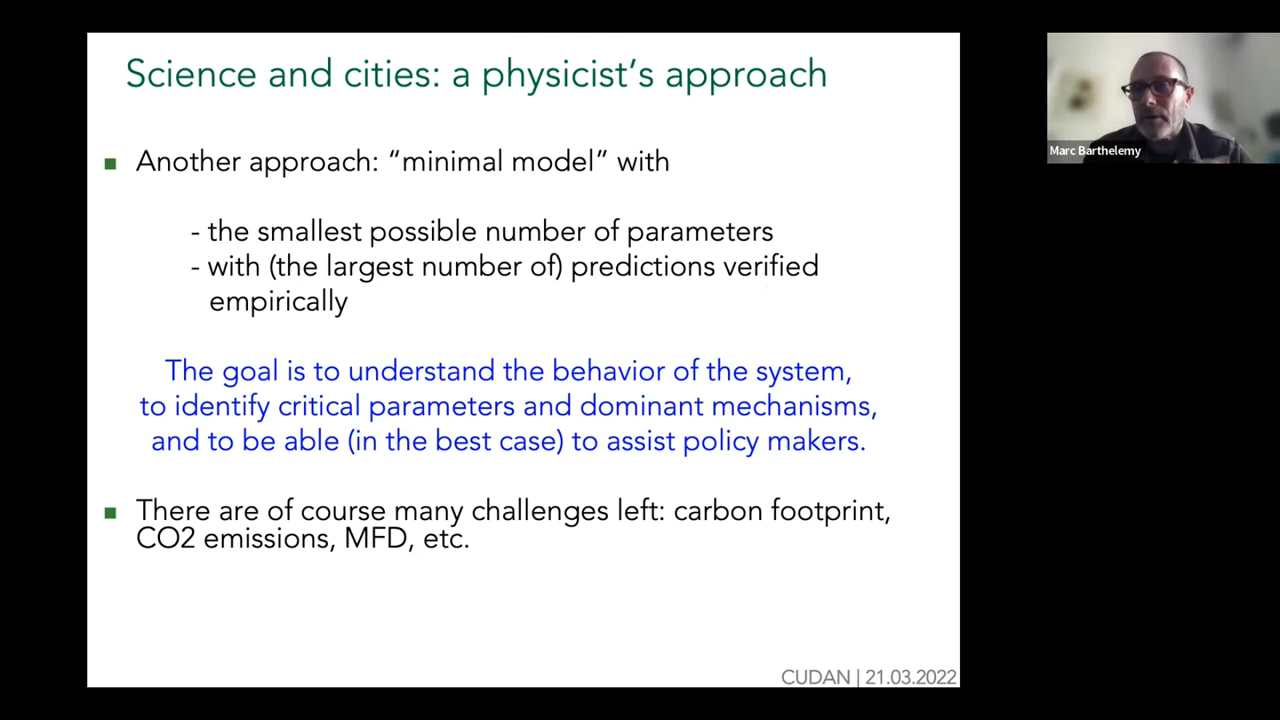 Science and cities: a physicist’s approach
Another approach: “minimal model” with
- the smallest possible number of parameters
- with (the largest number of) predictions verified
empirically
The goal is to understand the behavior of the system,
to identify critical parameters and dominant mechanisms,
and to be able (in the best case) to assist policy makers.
There are of course many challenges left: carbon footprint,
CO2 emissions, MFD, etc.
CUDAN | 21.03.2022
Marc Barthelemy